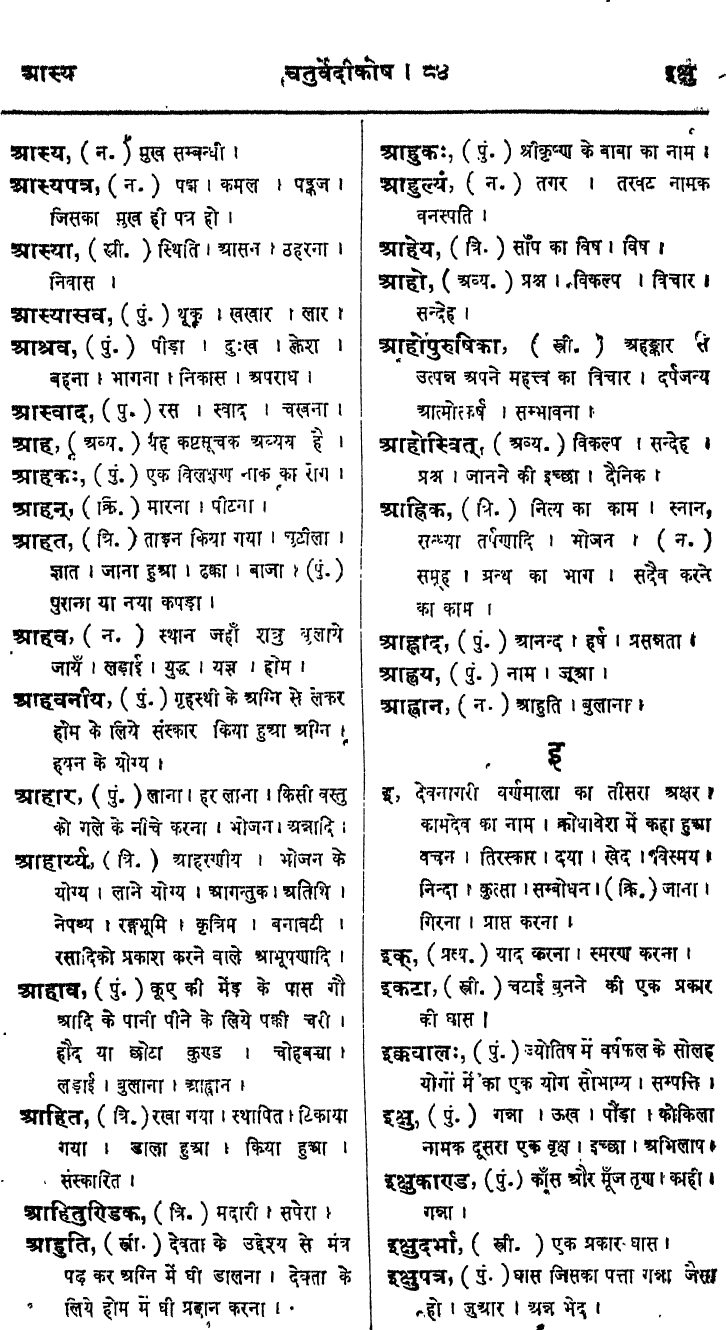 आस्य चतुर्वेदीकोष । ८४ इक्षु
आस्य, ( न. ) मुख सम्बन्धी ।
आस्यपत्र, ( न. ) पद्म । कमल । पङ्कज ।
जिसका मुख ही पत्र हो ।
आस्या, ( स्त्री. ) स्थिति । आसन । ठहरना ।
निवास ।
आस्यासव, ( पुं. ) थूक । खखार । लार ।
आश्रव, ( पुं. ) पीड़ा । दुःख । क्लेश ।
बहना । भागना । निकास । अपराध ।
आस्वाद, ( पु. ) रस । स्वाद । चखना ।
आह, ( अव्य. ) यह कष्टसूचक अव्यय है ।
आहकः, ( पुं. ) एक विलक्षण नाक का रोग ।
आहन्, ( क्रि. ) मारना । पीटना ।
आहत, ( त्रि. ) ताड़न किया गया । चुटीला ।
ज्ञात । जाना हुआ । ढक्का । बाजा । (पुं.)
पुराना या नया कपड़ा ।
आहव, ( न. ) स्थान जहाँ शत्रु बुलाये
जायँ । लड़ाई । युद्ध । यज्ञ । होम ।
आहवनीय, ( पुं. ) गृहस्थी के अग्नि से लेकर
होम के लिये संस्कार किया हुआ अग्नि ।
हवन के योग्य ।
आहार, ( पुं. ) लाना । हर लाना । किसी वस्तु
को गले के नीचे करना । भोजन । अन्नादि ।
आहार्य्य, ( त्रि. ) आहरणीय । भोजन के
योग्य । लाने योग्य । आगन्तुक । अतिथि ।
नेपथ्य । रङ्गभूमि । कृत्रिम । बनावटी ।
रसादिको प्रकाश करने वाले आभूषणादि ।
आहाव, ( पुं. ) कूए की मेंड़ के पास गौ
आदि के पानी पीने के लिये पक्की चरी ।
हौद या छोटा कुण्ड । चोहबच्चा ।
लड़ाई । बुलाना । आह्वान ।
आहित, ( त्रि. ) रखा गया । स्थापित । टिकाया
गया । डाला हुआ । किया हुआ ।
संस्कारित ।
आहितुण्डिक, ( त्रि. ) मदारी । सपेरा ।
आहुति, ( स्त्री. ) देवता के उद्देश्य से मंत्र
पढ़ कर अग्नि में घी डालना । देवता के
लिये होम में घी प्रदान करना ।
आहुकः, ( पुं. ) श्रीकृष्ण के बाबा का नाम ।
आहुल्यं, ( न. ) तगर । तरवट नामक
वनस्पति ।
आहेय, ( त्रि. ) साँप का विष । विष ।
आहो, ( अव्य. ) प्रश्न । विकल्प । विचार ।
सन्देह ।
आहोपुरुषिका, ( स्त्री. ) अहङ्कार से
उत्पन्न अपने महत्त्व का विचार । दर्पजन्य
आत्मोत्कर्ष । सम्भावना ।
आहोस्वित्, ( अव्य. ) विकल्प । सन्देह ।
प्रश्न । जानने की इच्छा । दैनिक ।
आह्निक, ( त्रि. ) नित्य का काम । स्नान,
सन्ध्या तर्पणादि । भोजन । ( न. )
समूह । ग्रन्थ का भाग । सदैव करने
का काम ।
आह्लाद, ( पुं. ) आनन्द । हर्ष । प्रसन्नता ।
आह्वय, ( पुं. ) नाम । जूआ ।
आह्वान, ( न. ) आहुति । बुलाना ।
इ
इ, देवनागरी वर्णमाला का तीसरा अक्षर ।
कामदेव का नाम । क्रोधावेश में कहा हुआ
वचन । तिरस्कार । दया । खेद । विस्मय ।
निन्दा । कुत्सा । सम्बोधन । ( क्रि. ) जाना ।
गिरना । प्राप्त करना ।
इक्, ( प्रत्य. ) याद करना । स्मरण करना ।
इकटा, ( स्त्री. ) चटाई बुनने की एक प्रकार
की घास ।
इक्कवालः, ( पुं. ) ज्योतिष में वर्षफल के सोलह
योगों में का एक योग सौभाग्य । सम्पत्ति ।
इक्षु, ( पुं. ) गन्ना । ऊख । पौंड़ा । कोकिला
नामक दूसरा एक वृक्ष । इच्छा । अभिलाष ।
इक्षुकाण्ड, (पुं.) काँस और मूँज तृण । काही ।
गन्ना ।
इक्षुदर्भा, ( स्त्री. ) एक प्रकार घास ।
इक्षुपत्र, ( पुं. ) घास जिसका पत्ता गन्ना जैसा
हो । जुआर । अन्न भेद ।